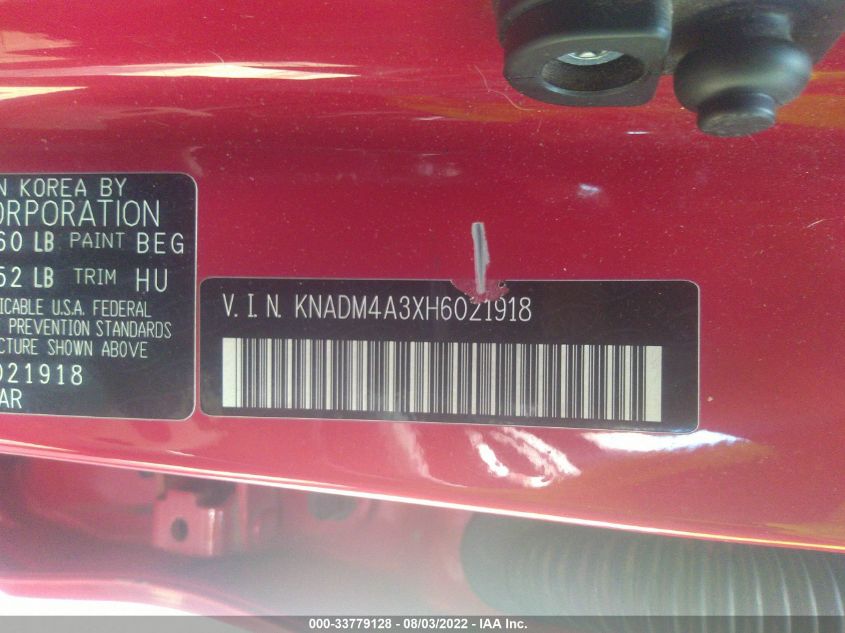 N KOREA BY
ORPORATION
60 LB PAINT BEG
52 LB TRIM HU
ICABLE U.S.A. FEDERAL
PREVENTION STANDARDS
CTURE SHOWN ABOVE
021918
AR
V. I. N. KNADM4A3XH6021918
000-33779128 - 08/03/2022 - IAA Inc.